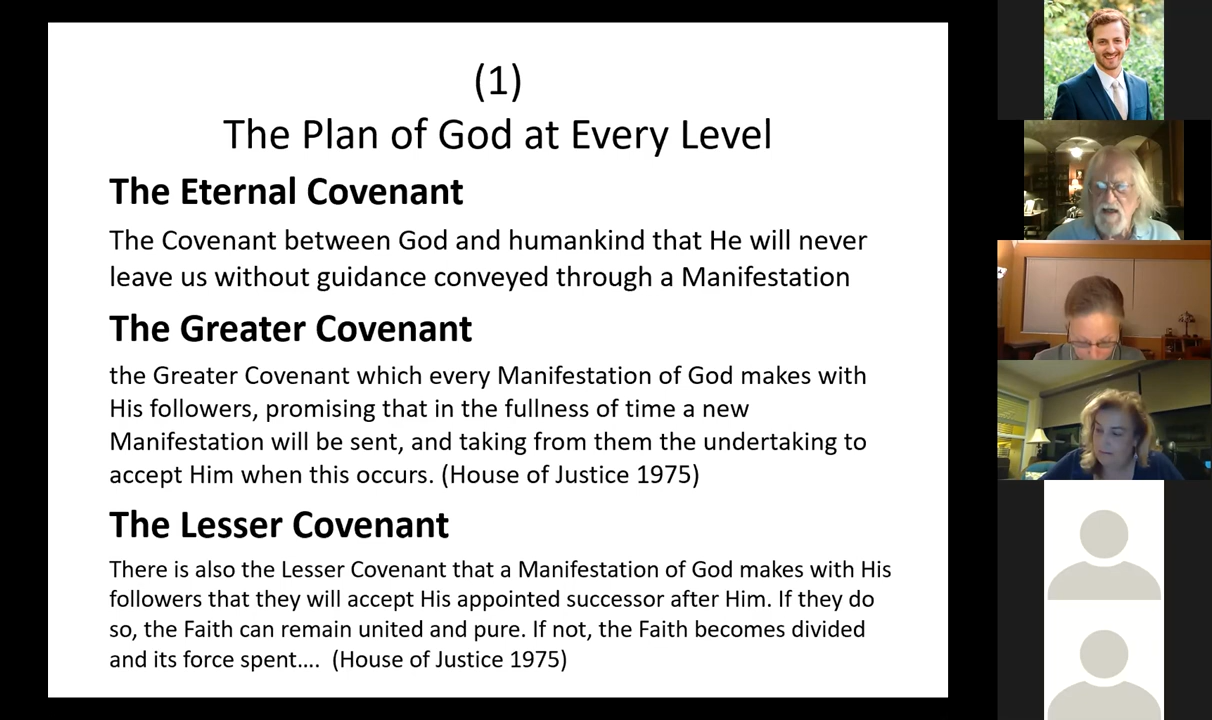 (1)
The Plan of God at Every Level
The Eternal Covenant
The Covenant between God and humankind that He will never
leave us without guidance conveyed through a Manifestation
The Greater Covenant
the Greater Covenant which every Manifestation of God makes with
His followers, promising that in the fullness of time a new
Manifestation will be sent, and taking from them the undertaking to
accept Him when this occurs. (House of Justice 1975)
The Lesser Covenant
There is also the Lesser Covenant that a Manifestation of God makes with His
followers that they will accept His appointed successor after Him. If they do
so, the Faith can remain united and pure. If not, the Faith becomes divided
and its force spent…. (House of Justice 1975)